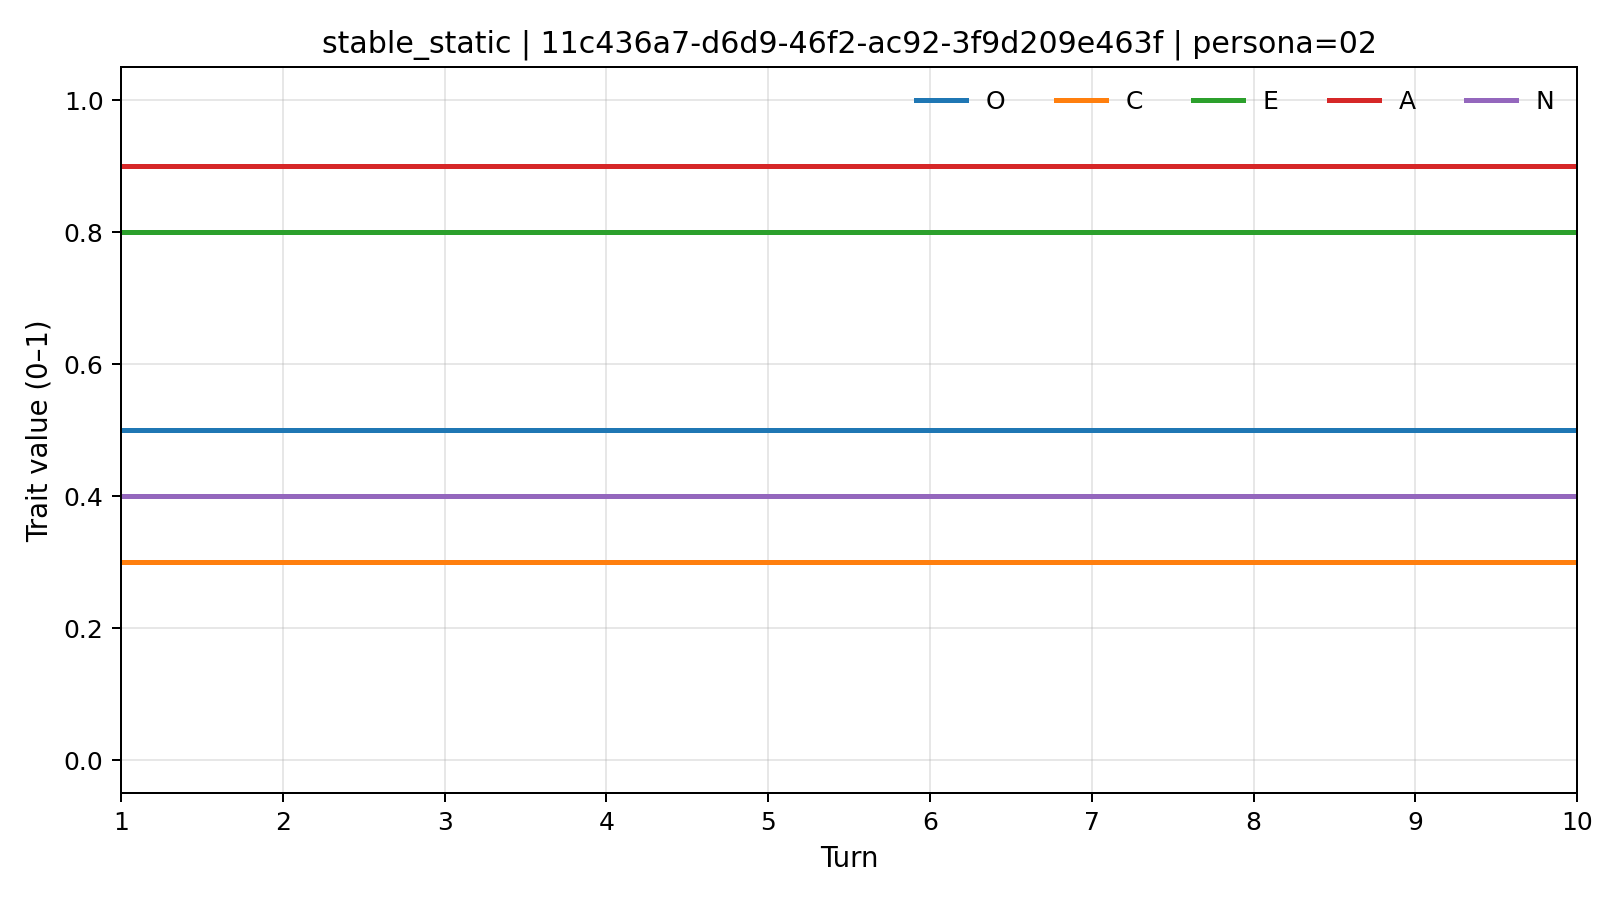 stable_static | 11c436a7-d6d9-46f2-ac92-3f9d209e463f | persona=02
O C E A N
Trait value (0–1)
1.0
0.8
0.6
0.4
0.2
0.0
1 2 3 4 5 6 7 8 9 10
Turn